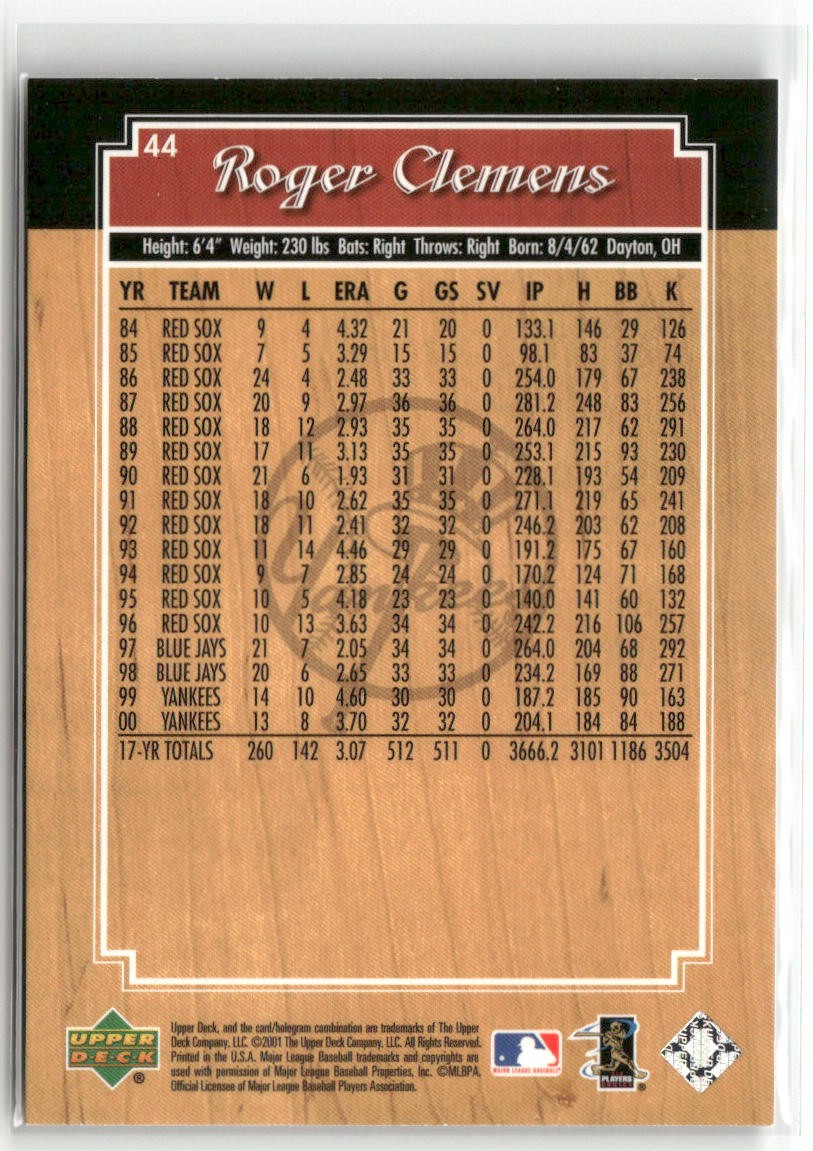 44
Roger Clemens
Height: 6'4" Weight: 230 lbs Bats: Right Throws: Right Born: 8/4/62 Dayton, OH
YR TEAM W L ERA G GS SV IP H BB K
84 RED SOX 9 4 4.32 21 20 0 133.1 146 29 126
85 RED SOX 7 5 3.29 15 15 0 98.1 83 37 74
86 RED SOX 24 4 2.48 33 33 0 254.0 179 67 238
87 RED SOX 20 9 2.97 36 36 0 281.2 248 83 256
88 RED SOX 18 12 2.93 35 35 0 264.0 217 62 291
89 RED SOX 17 11 3.13 35 35 0 253.1 215 93 230
90 RED SOX 21 6 1.93 31 31 0 228.1 193 54 209
91 RED SOX 18 10 2.62 35 35 0 271.1 219 65 241
92 RED SOX 18 11 2.41 32 32 0 246.2 203 62 208
93 RED SOX 11 14 4.46 29 29 0 191.2 175 67 160
94 RED SOX 9 7 2.85 24 24 0 170.2 124 71 168
95 RED SOX 10 5 4.18 23 23 0 140.0 141 60 132
96 RED SOX 10 13 3.63 34 34 0 242.2 216 106 257
97 BLUE JAYS 21 7 2.05 34 34 0 264.0 204 68 292
98 BLUE JAYS 20 6 2.65 33 33 0 234.2 169 88 271
99 YANKEES 14 10 4.60 30 30 0 187.2 185 90 163
00 YANKEES 13 8 3.70 32 32 0 204.1 184 84 188
17-YR TOTALS 260 142 3.07 512 511 0 3666.2 3101 1186 3504
Yankees
UPPER
DECK
®
Upper Deck, and the card/hologram combination are trademarks of The Upper
Deck Company, LLC. ©2001 The Upper Deck Company, LLC. All Rights Reserved.
Printed in the U.S.A. Major League Baseball trademarks and copyrights are
used with permission of Major League Baseball Properties, Inc. ©MLBPA,
Official Licensee of Major League Baseball Players Association.
MAJOR LEAGUE BASEBALL
PLAYERS